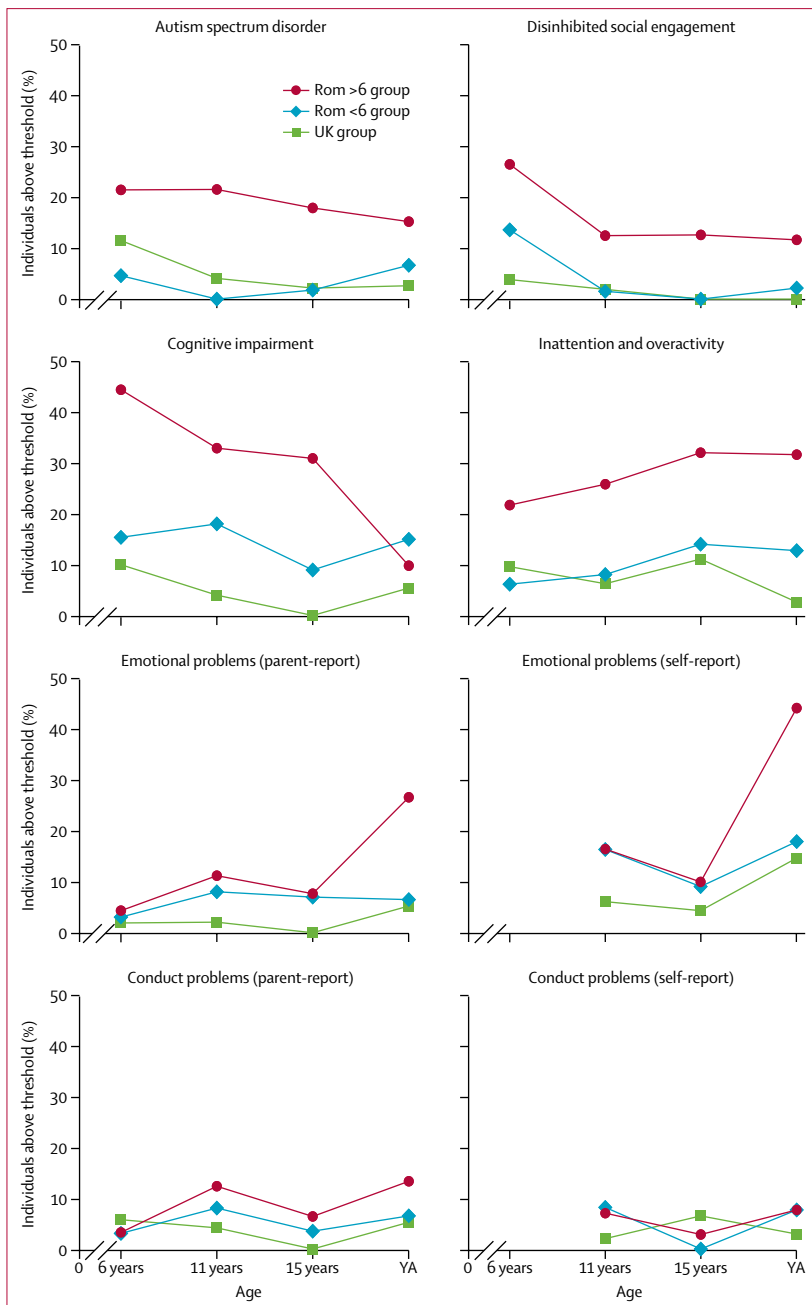 Autism spectrum disorder
Disinhibited social engagement
50
40
30
20
10
0
Individuals above threshold (%)
Rom >6 group
Rom <6 group
UK group
Cognitive impairment
Inattention and overactivity
50
40
30
20
10
0
Individuals above threshold (%)
Emotional problems (parent-report)
Emotional problems (self-report)
50
40
30
20
10
0
Individuals above threshold (%)
Conduct problems (parent-report)
Conduct problems (self-report)
50
40
30
20
10
0
Individuals above threshold (%)
0 6 years 11 years 15 years YA
Age
0 6 years 11 years 15 years YA
Age